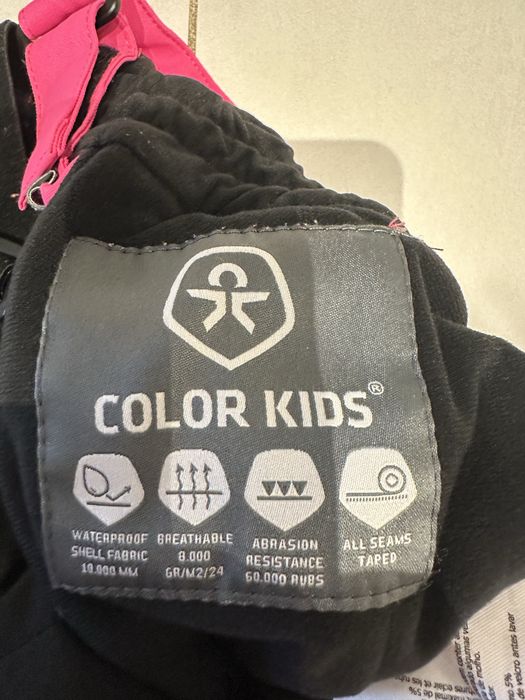 COLOR KIDS®
WATERPROOF
SHELL FABRIC
10.000 MM
BREATHABLE
8.000
GR/M2/24
ABRASION
RESISTANCE
60.000 RUBS
ALL SEAMS
TAPED